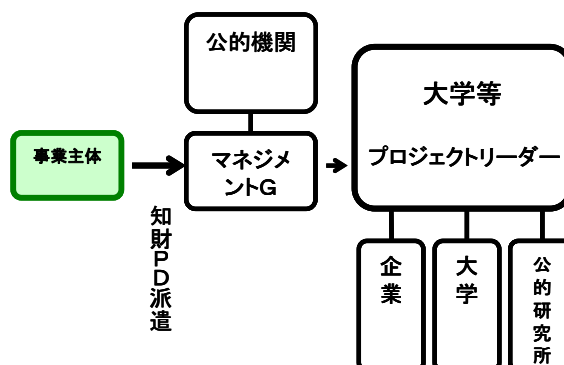 公的機関
大学等
プロジェクトリーダー
事業主体
マネジメ
ントG
知財PD派遣
企業
大学
公的研究所